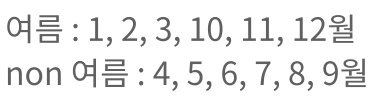 여름 : 1, 2, 3, 10, 11, 12월
non 여름 : 4, 5, 6, 7, 8, 9월